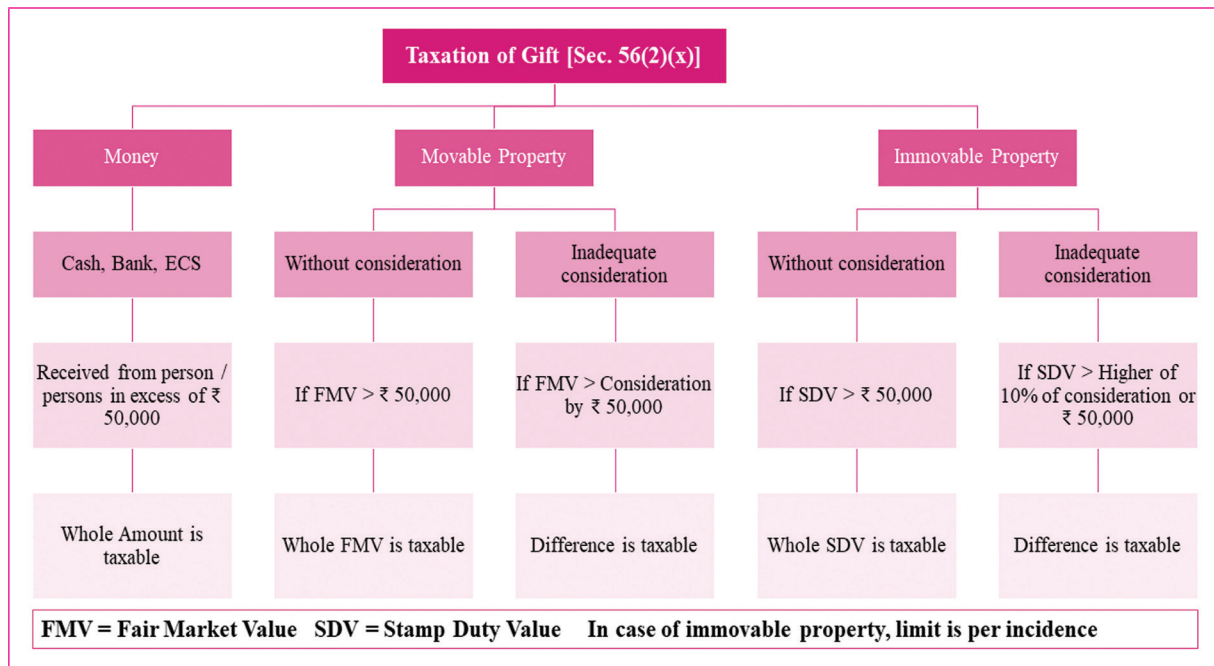 Taxation of Gift [Sec. 56(2)(x)]
Money
Movable Property
Immovable Property
Cash, Bank, ECS
Without consideration
Inadequate
consideration
Without consideration
Inadequate
consideration
Received from person /
persons in excess of ₹
50,000
If FMV > ₹ 50,000
If FMV > Consideration
by ₹ 50,000
If SDV > ₹ 50,000
If SDV > Higher of
10% of consideration or
₹ 50,000
Whole Amount is
taxable
Whole FMV is taxable
Difference is taxable
Whole SDV is taxable
Difference is taxable
FMV = Fair Market Value SDV = Stamp Duty Value In case of immovable property, limit is per incidence